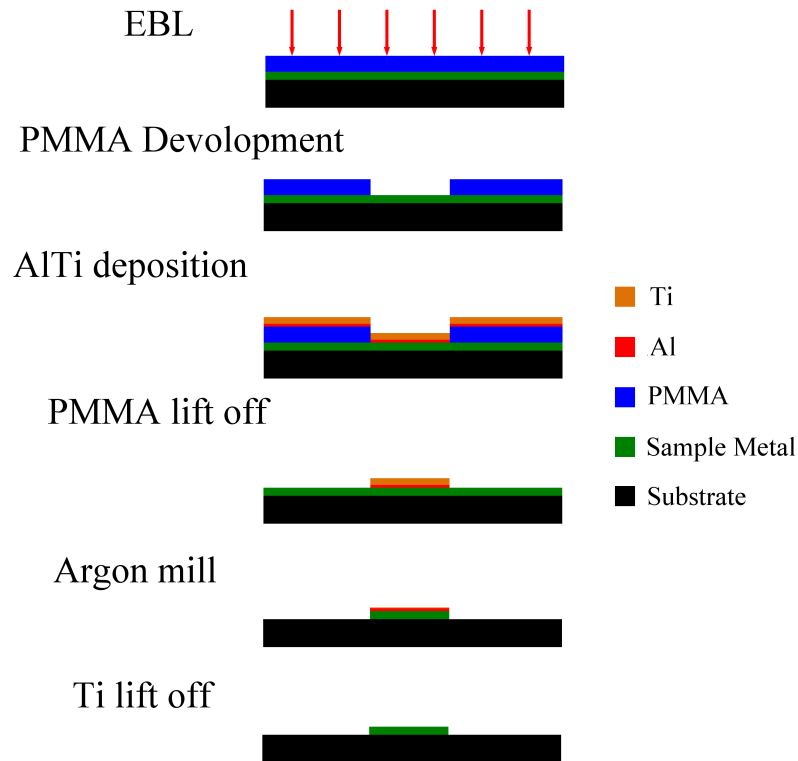 EBL
PMMA Devolopment
AlTi deposition
Ti
Al
PMMA
PMMA lift off
Sample Metal
Substrate
Argon mill
Ti lift off